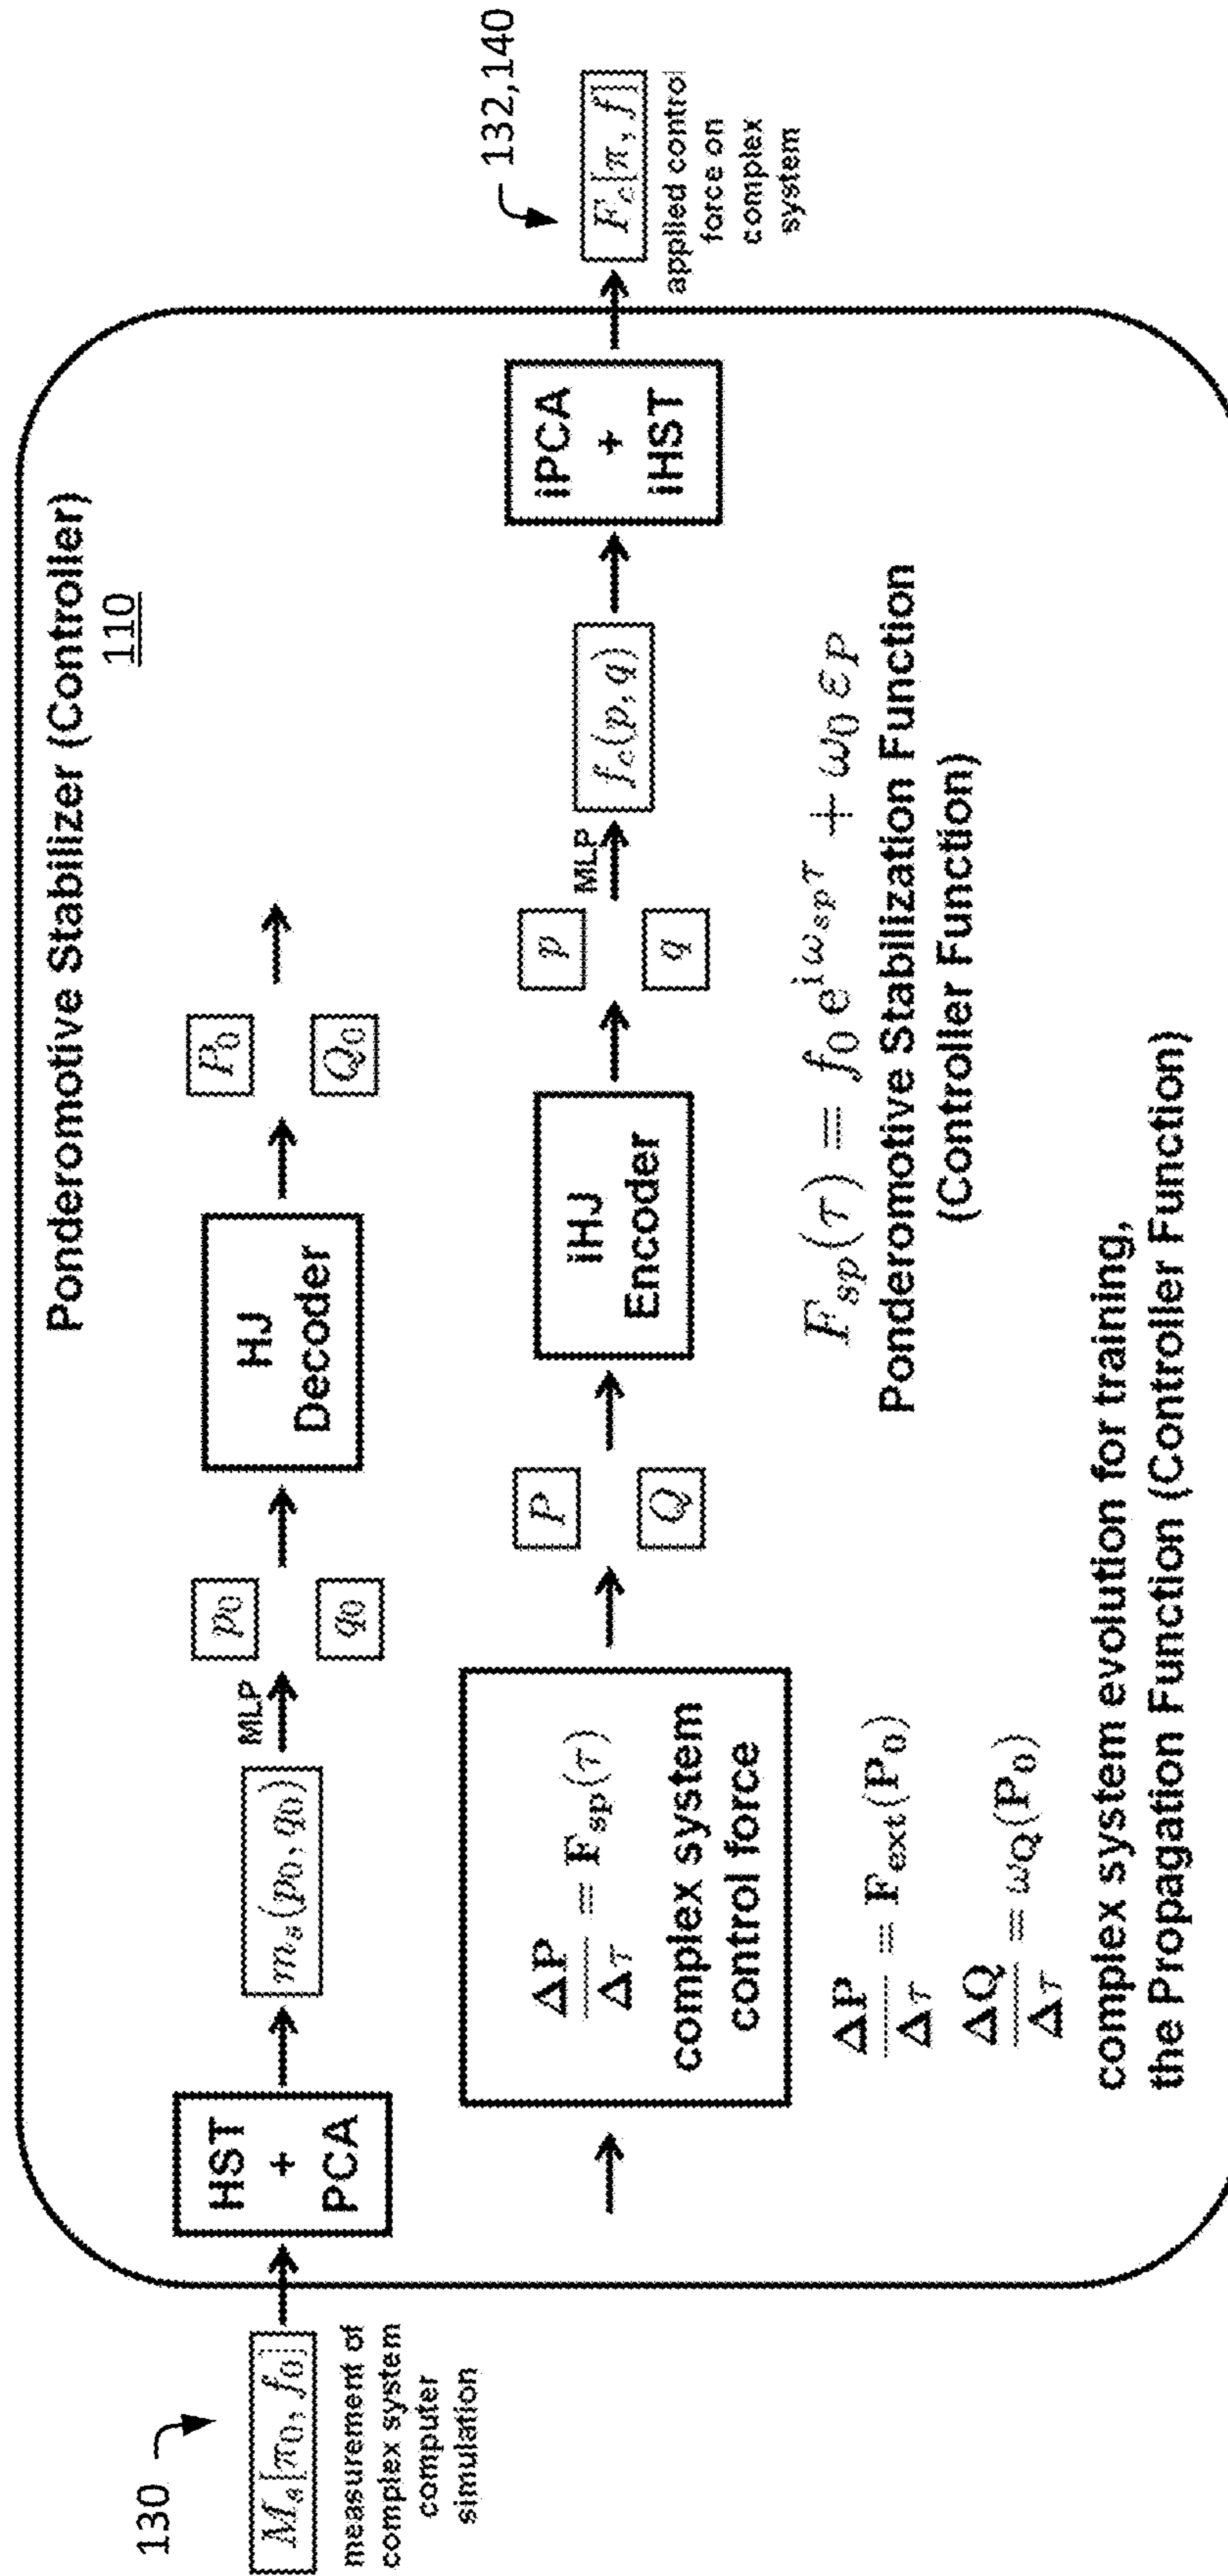 Ponderomotive Stabilizer (Controller)
110
130
M_s[π_0, f_0]
measurement of
complex system
computer
simulation
HST
+
PCA
m_s(p_0, q_0)
MLP
p_0
q_0
HJ
Decoder
P_0
Q_0
ΔP/Δτ = F_sp(τ)
complex system
control force
P
Q
iHJ
Encoder
p
q
MLP
f_c(p, q)
iPCA
+
iHST
132,140
F_c[π, f]
applied control
force on
complex
system
ΔP/Δτ = F_ext(P_0)
ΔQ/Δτ = ω_Q(P_0)
F_sp(τ) = f_0 e^{iω_sp τ} + ω_0 ε_P
Ponderomotive Stabilization Function
(Controller Function)
complex system evolution for training,
the Propagation Function (Controller Function)